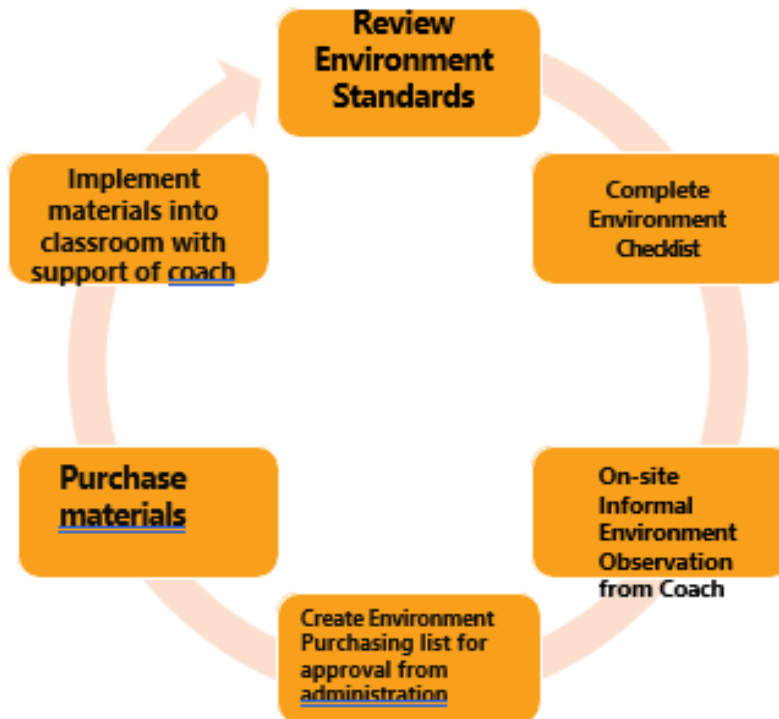 Review
Environment
Standards
Complete
Environment
Checklist
On-site
Informal
Environment
Observation
from Coach
Create Environment
Purchasing list for
approval from
administration
Purchase
materials
Implement
materials into
classroom with
support of coach